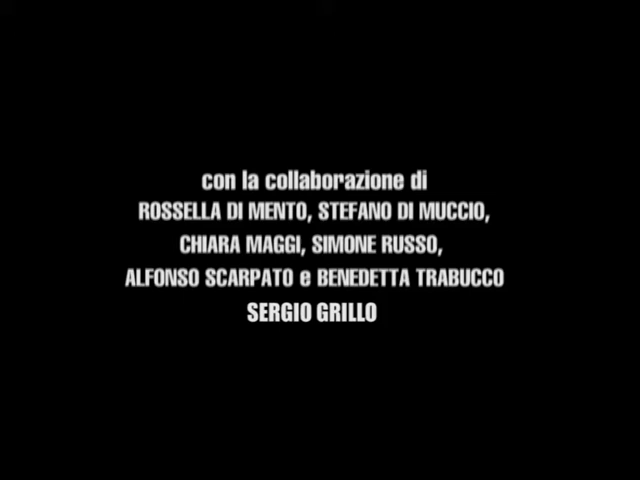 con la collaborazione di
ROSSELLA DI MENTO, STEFANO DI MUCCIO,
CHIARA MAGGI, SIMONE RUSSO,
ALFONSO SCARPATO e BENEDETTA TRABUCCO
SERGIO GRILLO